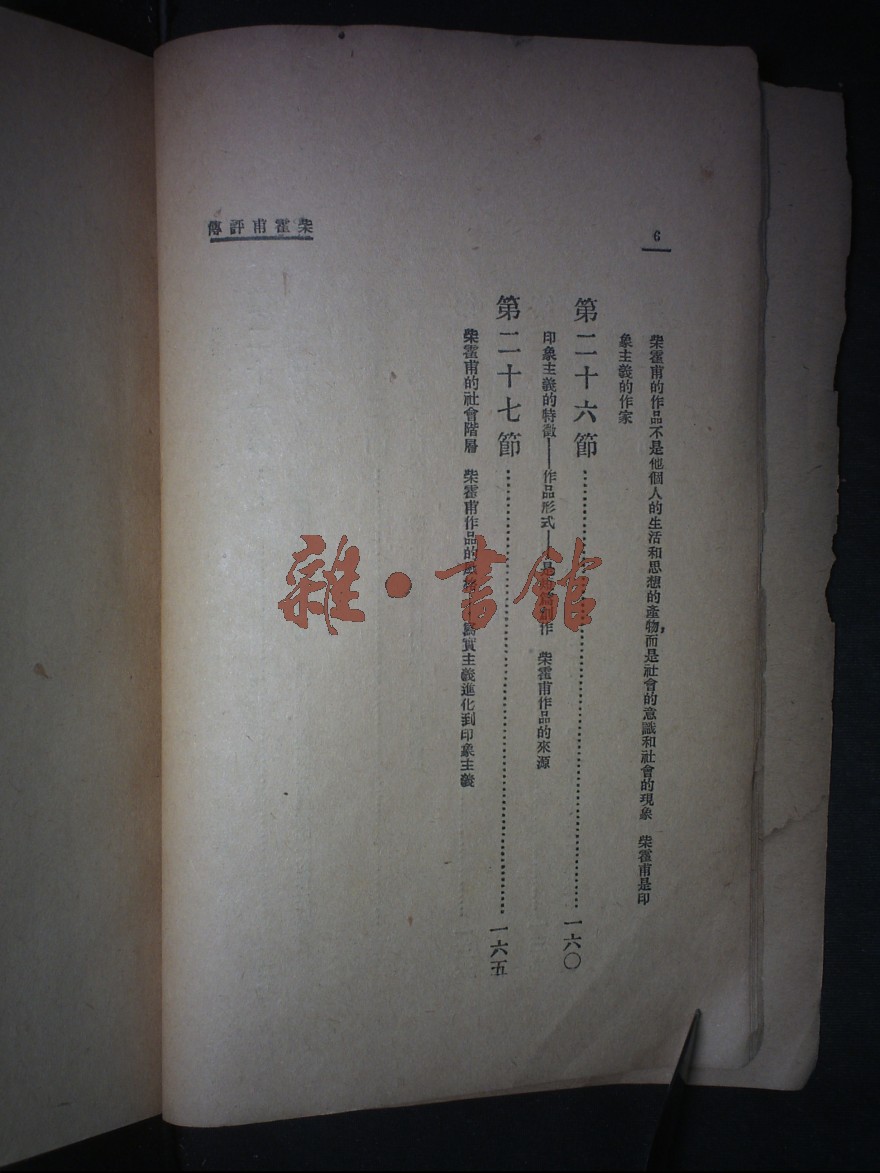 柴霍甫評傳
6
柴霍甫的作品不是他個人的生活和思想的產物,而是社會的意識和社會的現象　柴霍甫是印
象主義的作家
第二十六節……一六〇
印象主義的特徵——作品形式——作　柴霍甫作品的來源
第二十七節……一六五
柴霍甫的社會階層　柴霍甫作品的　寫實主義進化到印象主義
雜·書館